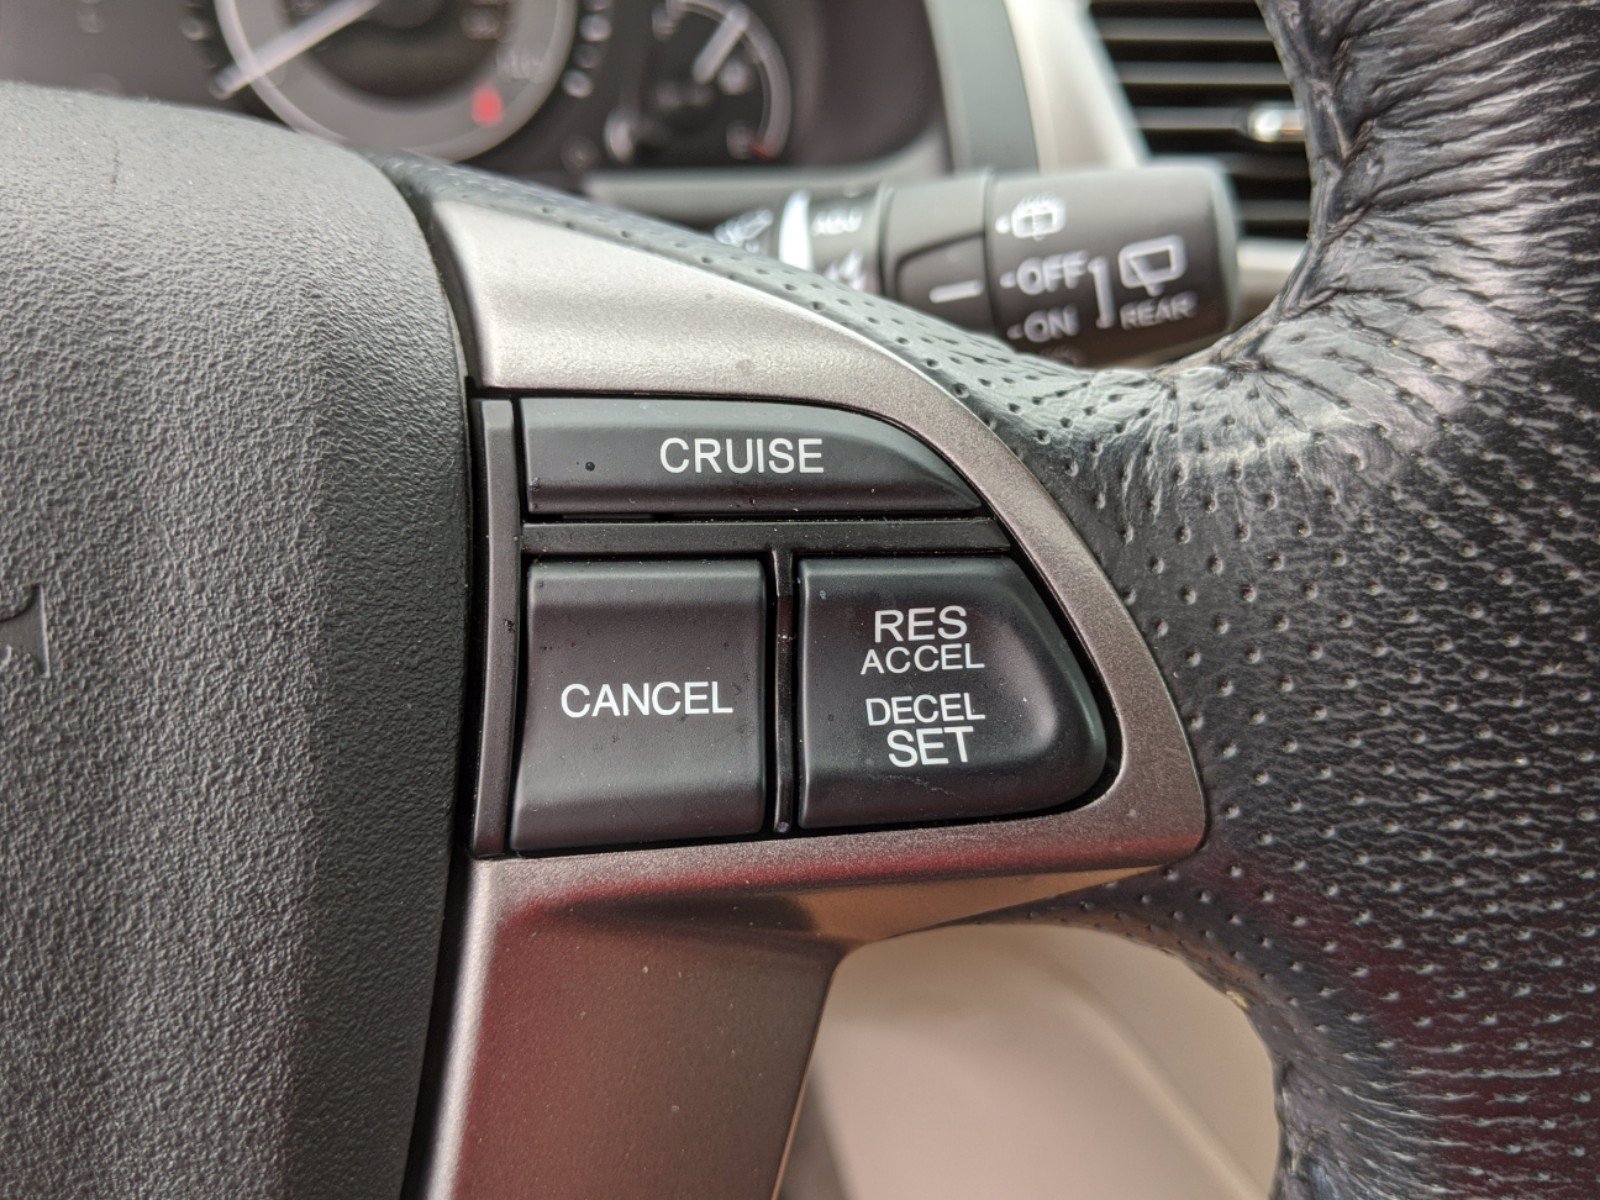 OFF
ON
REAR
CRUISE
CANCEL
RES
ACCEL
DECEL
SET